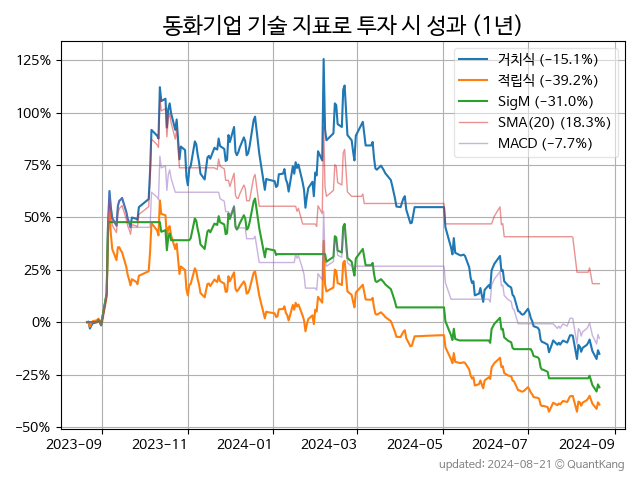 동화기업 기술 지표로 투자 시 성과 (1년)
거치식 (−15.1%)
적립식 (−39.2%)
SigM (−31.0%)
SMA(20) (18.3%)
MACD (−7.7%)
125%
100%
75%
50%
25%
0%
−25%
−50%
2023-09 2023-11 2024-01 2024-03 2024-05 2024-07 2024-09
updated: 2024-08-21 © QuantKang